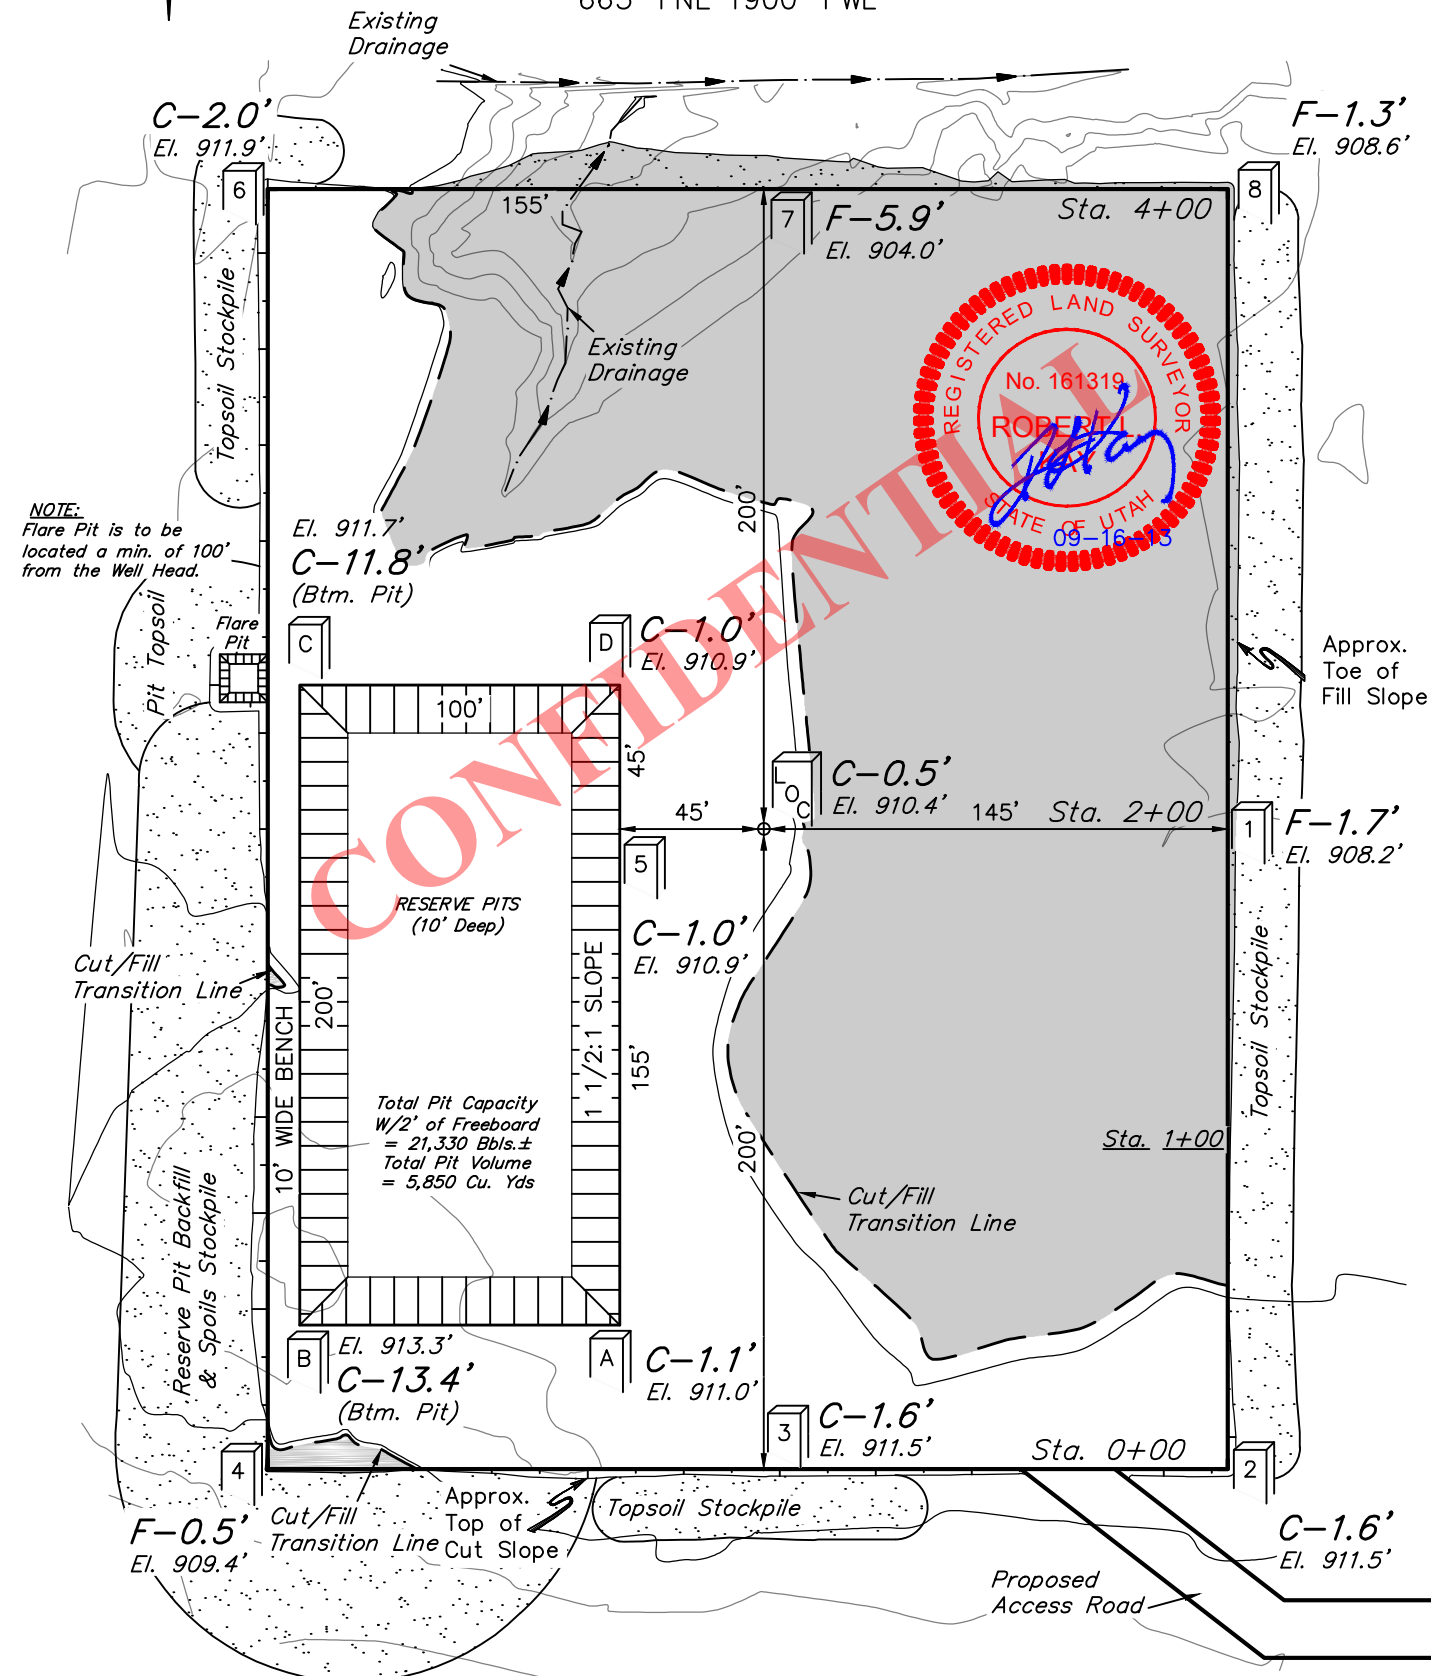 665' FNL 1900' FWL
Existing
Drainage
C-2.0'
El. 911.9'
F-1.3'
El. 908.6'
6
8
155'
7
F-5.9'
El. 904.0'
Sta. 4+00
Topsoil Stockpile
Existing
Drainage
REGISTERED LAND SURVEYOR
No. 161319
ROBERT L.
STATE OF UTAH
09-16-13
CONFIDENTIAL
200'
NOTE:
Flare Pit is to be
located a min. of 100'
from the Well Head.
El. 911.7'
C-11.8'
(Btm. Pit)
Pit Topsoil
Flare
Pit
C
D
C-1.0'
El. 910.9'
Approx.
Toe of
Fill Slope
100'
45'
LOC
C-0.5'
El. 910.4'
45'
145'
Sta. 2+00
1
F-1.7'
El. 908.2'
5
RESERVE PITS
(10' Deep)
C-1.0'
El. 910.9'
Cut/Fill
Transition Line
10' WIDE BENCH
200'
1 1/2:1 SLOPE
155'
Topsoil Stockpile
Total Pit Capacity
W/2' of Freeboard
= 21,330 Bbls.±
Total Pit Volume
= 5,850 Cu. Yds
200'
Sta. 1+00
Cut/Fill
Transition Line
Reserve Pit Backfill
& Spoils Stockpile
B
El. 913.3'
C-13.4'
(Btm. Pit)
A
C-1.1'
El. 911.0'
3
C-1.6'
El. 911.5'
Sta. 0+00
4
2
F-0.5'
El. 909.4'
Cut/Fill
Transition Line
Approx.
Top of
Cut Slope
Topsoil Stockpile
C-1.6'
El. 911.5'
Proposed
Access Road